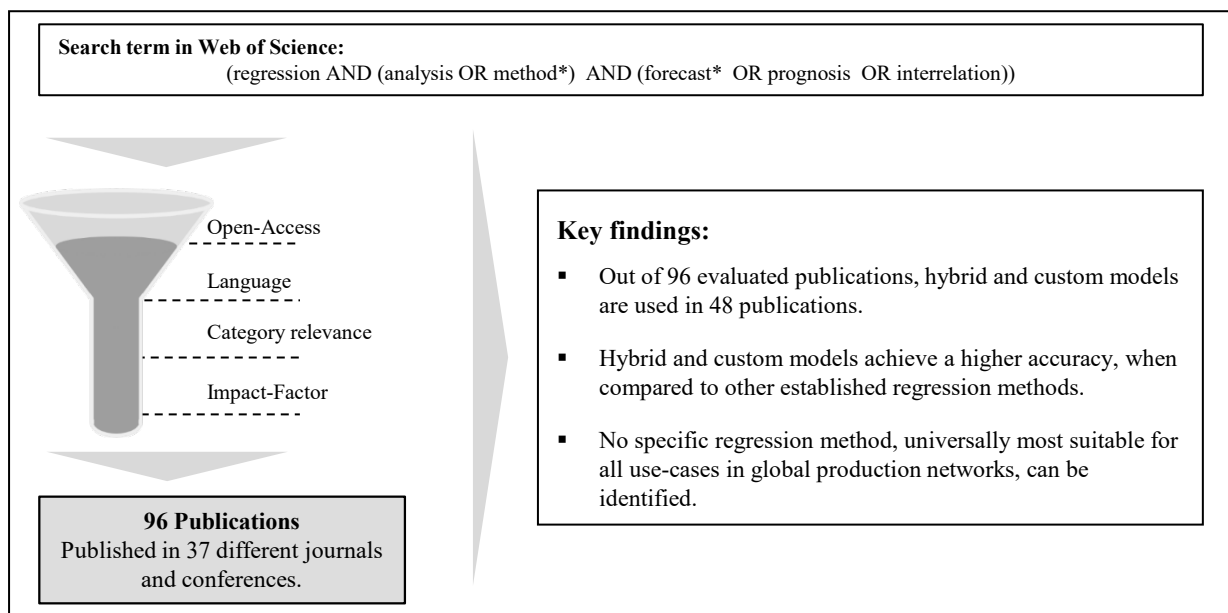 Search term in Web of Science:
(regression AND (analysis OR method*) AND (forecast* OR prognosis OR interrelation))
Open-Access
Language
Category relevance
Impact-Factor
96 Publications
Published in 37 different journals
and conferences.
Key findings:
▪ Out of 96 evaluated publications, hybrid and custom models
are used in 48 publications.
▪ Hybrid and custom models achieve a higher accuracy, when
compared to other established regression methods.
▪ No specific regression method, universally most suitable for
all use-cases in global production networks, can be
identified.